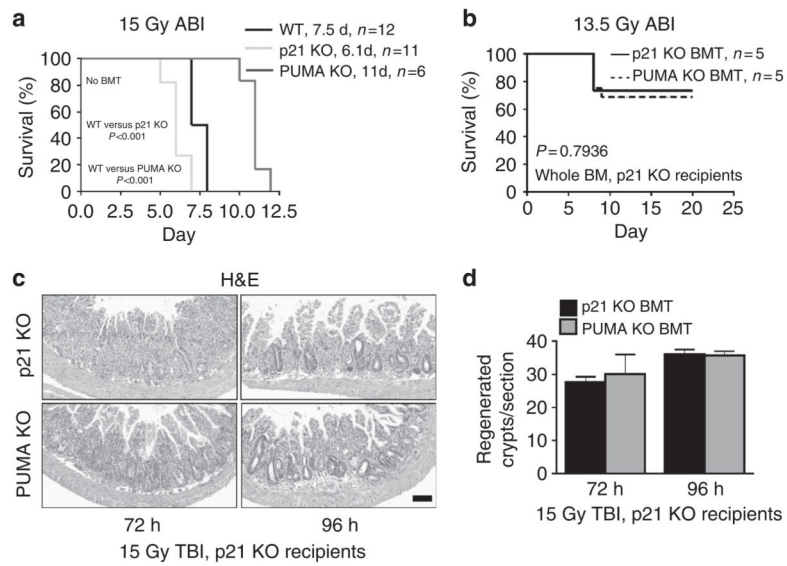 a
15 Gy ABI
WT, 7.5 d, n=12
p21 KO, 6.1d, n=11
PUMA KO, 11d, n=6
Survival (%)
100
80
60
40
20
0
No BMT
WT versus p21 KO
P<0.001
WT versus PUMA KO
P<0.001
0.0 2.5 5.0 7.5 10.0 12.5
Day
b
13.5 Gy ABI
p21 KO BMT, n=5
PUMA KO BMT, n=5
Survival (%)
100
80
60
40
20
0
P=0.7936
Whole BM, p21 KO recipients
0 5 10 15 20 25
Day
c
H&E
p21 KO
PUMA KO
72 h 96 h
15 Gy TBI, p21 KO recipients
d
p21 KO BMT
PUMA KO BMT
Regenerated
crypts/section
40
30
20
10
0
72 h 96 h
15 Gy TBI, p21 KO recipients